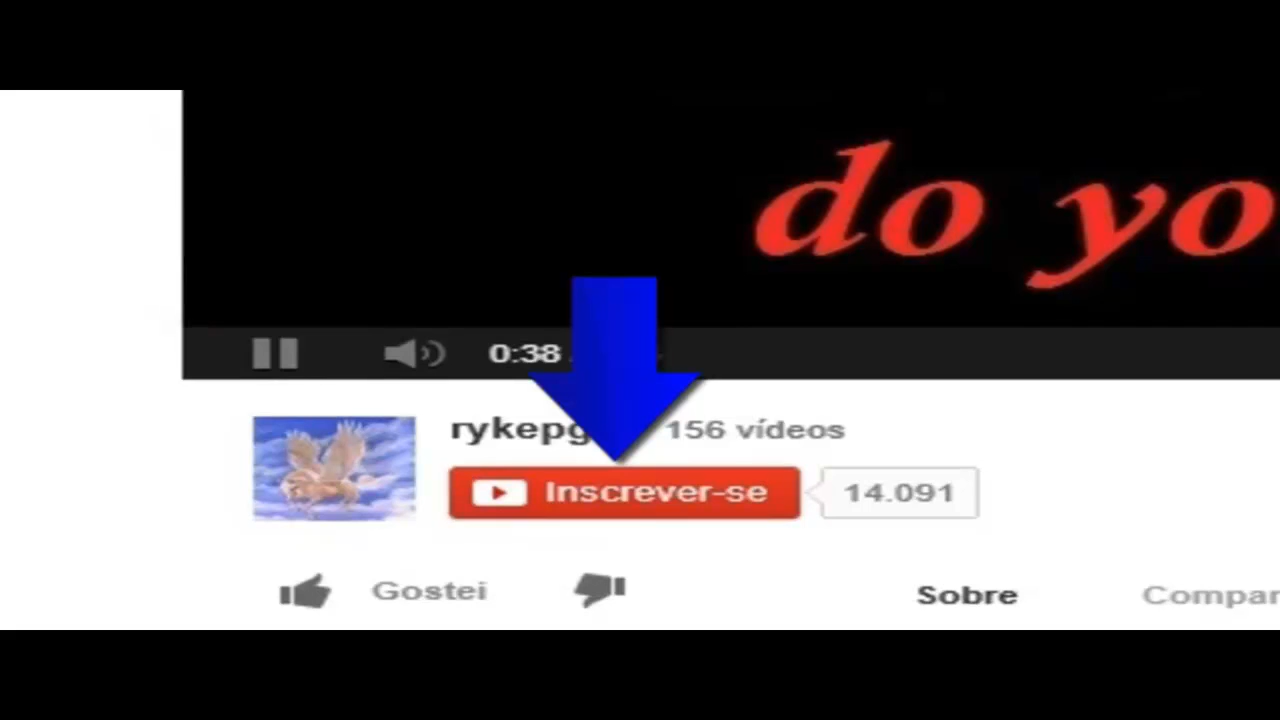 do yo
0:38
rykepg
156 vídeos
Inscrever-se
14.091
Gostei
Sobre
Compar